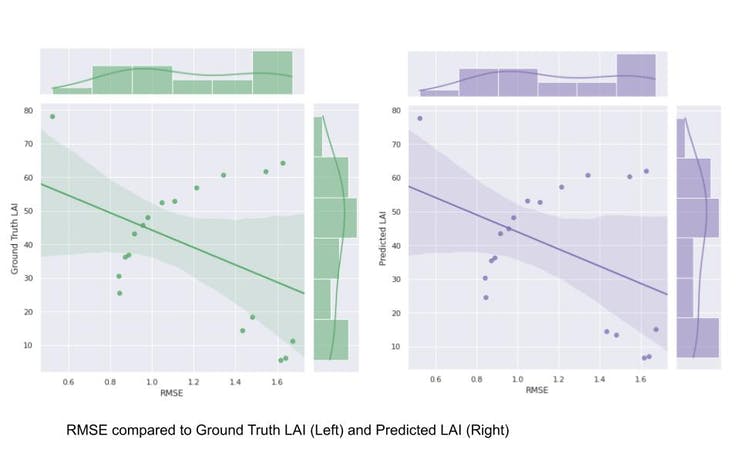 80
70
60
50
40
30
20
10
Ground Truth LAI
0.6 0.8 1.0 1.2 1.4 1.6
RMSE
80
70
60
50
40
30
20
10
Predicted LAI
0.6 0.8 1.0 1.2 1.4 1.6
RMSE
RMSE compared to Ground Truth LAI (Left) and Predicted LAI (Right)